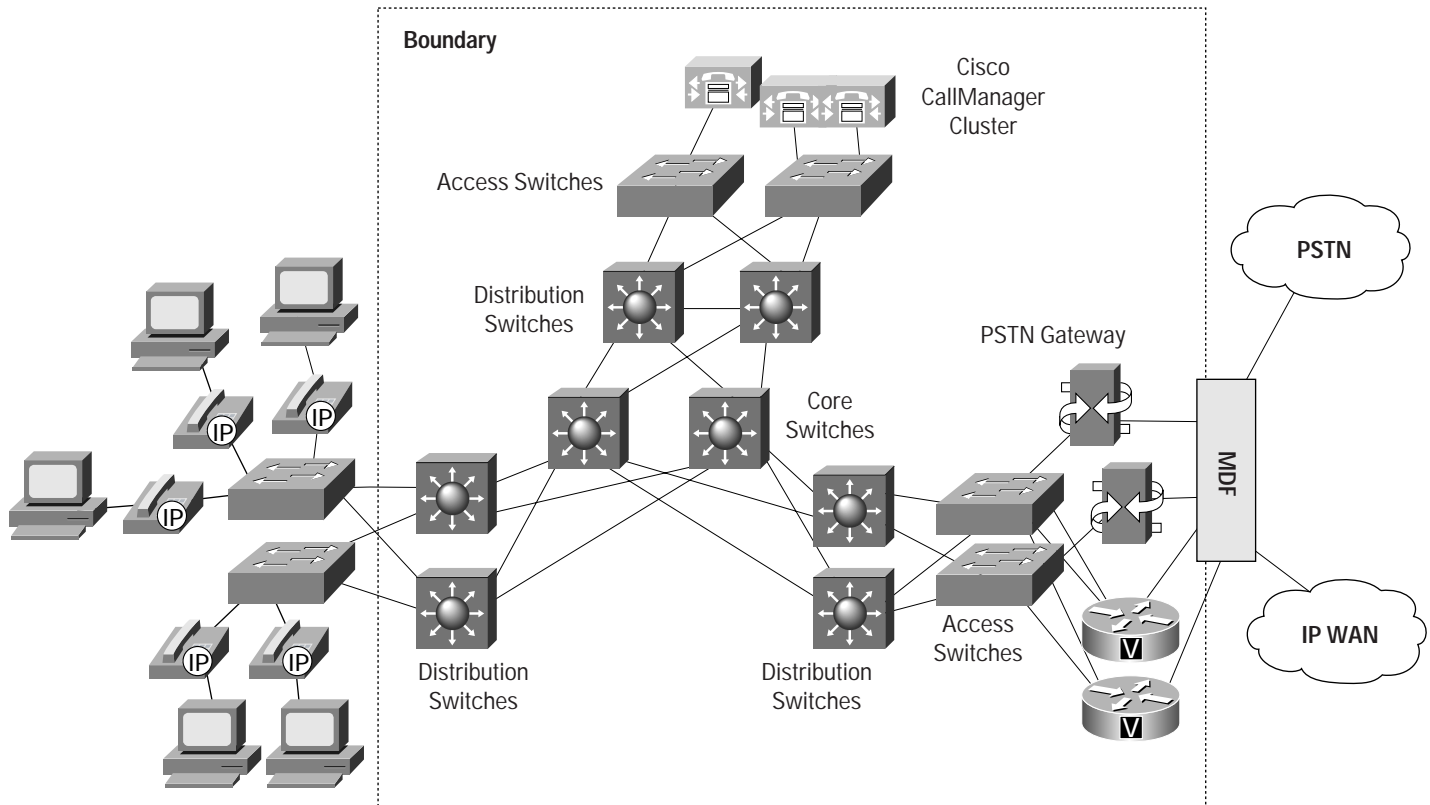 Boundary
Cisco
CallManager
Cluster
Access Switches
PSTN
Distribution
Switches
PSTN Gateway
IP
IP
Core
Switches
MDF
IP
Access
Switches
IP WAN
V
IP
IP
Distribution
Switches
Distribution
Switches
V